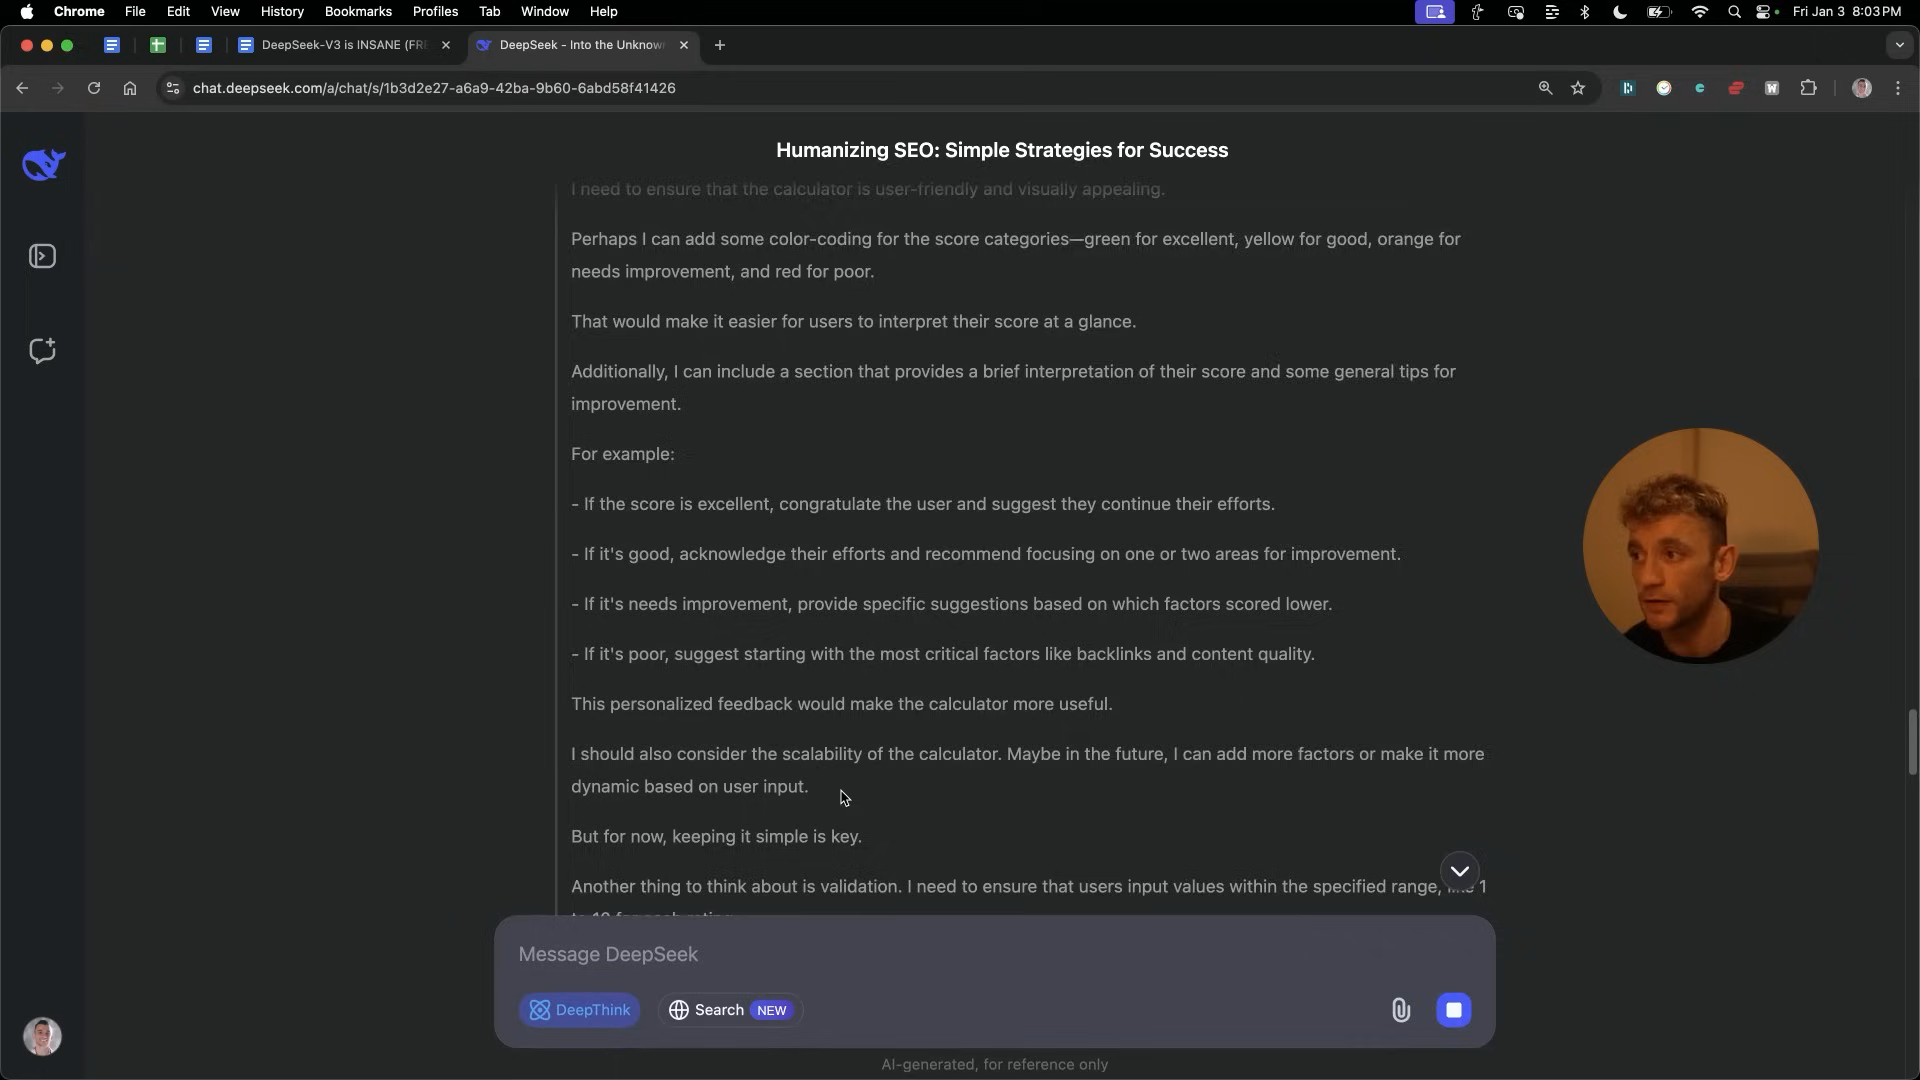 Chrome File Edit View History Bookmarks Profiles Tab Window Help Fri Jan 3 8:03 PM
DeepSeek-V3 is INSANE (FRE DeepSeek - Into the Unknown
chat.deepseek.com/a/chat/s/1b3d2e27-a6a9-42ba-9b60-6abd58f41426
Humanizing SEO: Simple Strategies for Success
I need to ensure that the calculator is user-friendly and visually appealing.
Perhaps I can add some color-coding for the score categories—green for excellent, yellow for good, orange for
needs improvement, and red for poor.
That would make it easier for users to interpret their score at a glance.
Additionally, I can include a section that provides a brief interpretation of their score and some general tips for
improvement.
For example:
- If the score is excellent, congratulate the user and suggest they continue their efforts.
- If it's good, acknowledge their efforts and recommend focusing on one or two areas for improvement.
- If it's needs improvement, provide specific suggestions based on which factors scored lower.
- If it's poor, suggest starting with the most critical factors like backlinks and content quality.
This personalized feedback would make the calculator more useful.
I should also consider the scalability of the calculator. Maybe in the future, I can add more factors or make it more
dynamic based on user input.
But for now, keeping it simple is key.
Another thing to think about is validation. I need to ensure that users input values within the specified range, like 1
Message DeepSeek
DeepThink Search NEW
AI-generated, for reference only